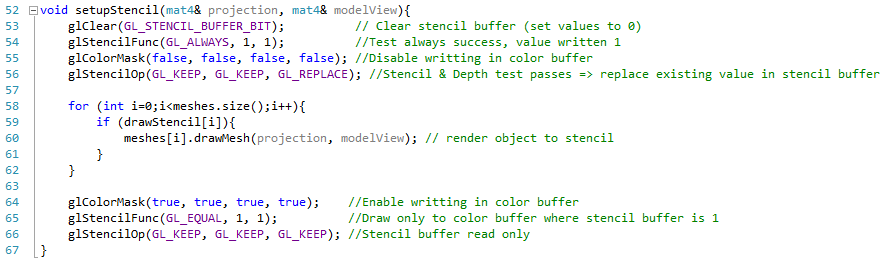 52 void setupStencil(mat4& projection, mat4& modelView){
53 glClear(GL_STENCIL_BUFFER_BIT); // Clear stencil buffer (set values to 0)
54 glStencilFunc(GL_ALWAYS, 1, 1); //Test always success, value written 1
55 glColorMask(false, false, false, false); //Disable writting in color buffer
56 glStencilOp(GL_KEEP, GL_KEEP, GL_REPLACE); //Stencil & Depth test passes => replace existing value in stencil buffer
57
58 for (int i=0;i<meshes.size();i++){
59 if (drawStencil[i]){
60 meshes[i].drawMesh(projection, modelView); // render object to stencil
61 }
62 }
63
64 glColorMask(true, true, true, true); //Enable writting in color buffer
65 glStencilFunc(GL_EQUAL, 1, 1); //Draw only to color buffer where stencil buffer is 1
66 glStencilOp(GL_KEEP, GL_KEEP, GL_KEEP); //Stencil buffer read only
67 }